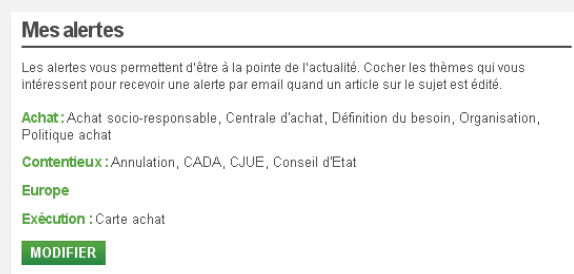 Mes alertes
Les alertes vous permettent d'être à la pointe de l'actualité. Cocher les thèmes qui vous
intéressent pour recevoir une alerte par email quand un article sur le sujet est édité.
Achat : Achat socio-responsable, Centrale d'achat, Définition du besoin, Organisation,
Politique achat
Contentieux : Annulation, CADA, CJUE, Conseil d'Etat
Europe
Exécution : Carte achat
MODIFIER